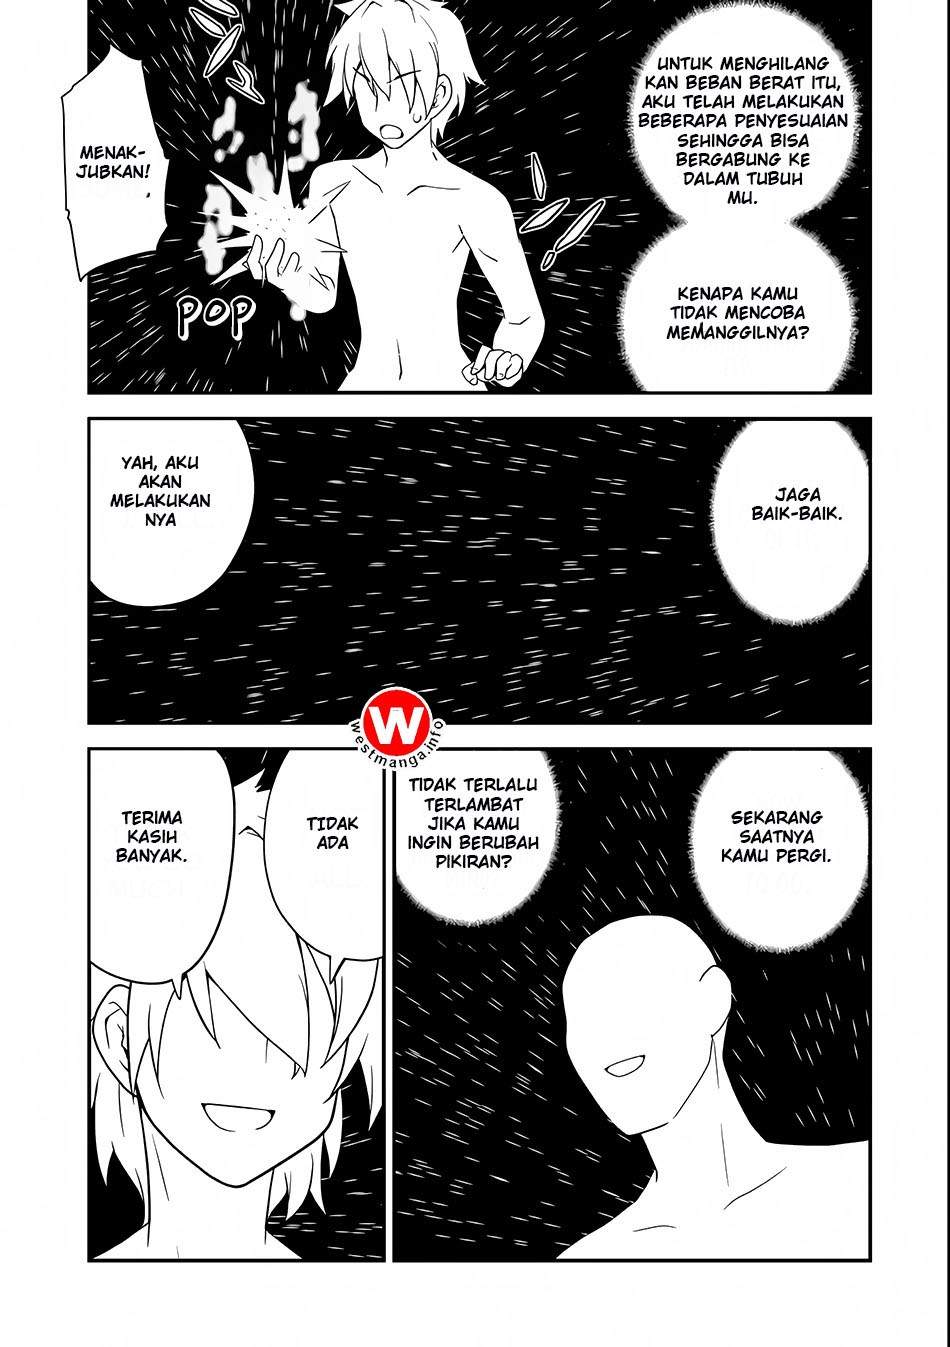 UNTUK MENGHILANG
KAN BEBAN BERAT ITU,
AKU TELAH MELAKUKAN
BEBERAPA PENYESUAIAN
SEHINGGA BISA
BERGABUNG KE
DALAM TUBUH
MU.
KENAPA KAMU
TIDAK MENCOBA
MEMANGGILNYA?
MENAK-
JUBKAN!
POP
JAGA
BAIK-BAIK.
YAH, AKU
AKAN
MELAKUKAN
NYA
W
Westmanga.info
SEKARANG
SAATNYA
KAMU PERGI.
TIDAK TERLALU
TERLAMBAT
JIKA KAMU
INGIN BERUBAH
PIKIRAN?
TIDAK
ADA
TERIMA
KASIH
BANYAK.